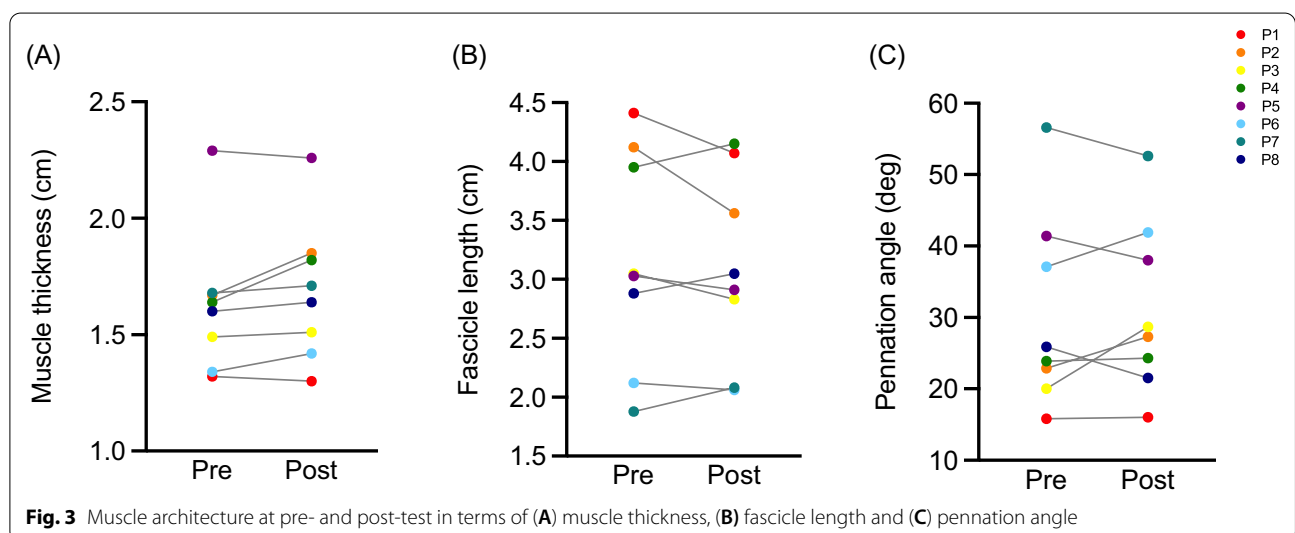 (A)
Muscle thickness (cm)
2.5
2.0
1.5
1.0
Pre Post
(B)
Fascicle length (cm)
4.5
4.0
3.5
3.0
2.5
2.0
1.5
Pre Post
(C)
Pennation angle (deg)
60
50
40
30
20
10
Pre Post
P1
P2
P3
P4
P5
P6
P7
P8
Fig. 3 Muscle architecture at pre- and post-test in terms of (A) muscle thickness, (B) fascicle length and (C) pennation angle